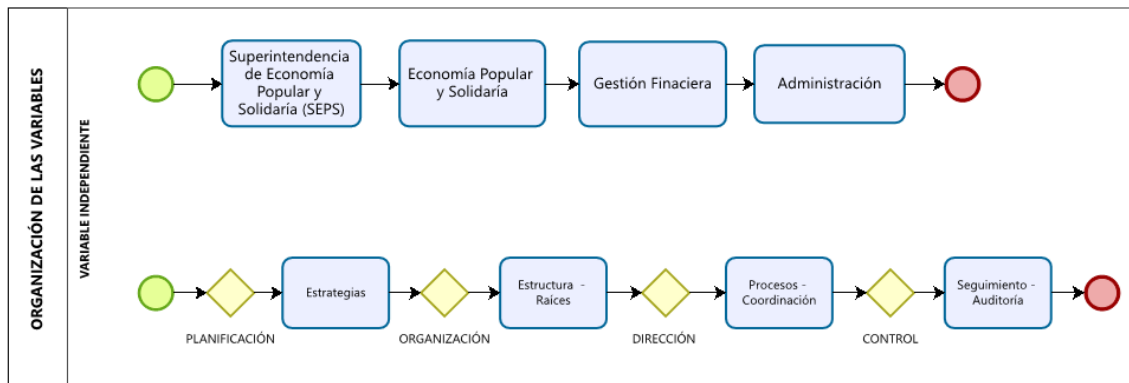 ORGANIZACIÓN DE LAS VARIABLES
VARIABLE INDEPENDIENTE
Superintendencia
de Economía
Popular y
Solidaría (SEPS)
Economía Popular
y Solidaría
Gestión Finaciera
Administración
PLANIFICACIÓN
Estrategias
ORGANIZACIÓN
Estructura -
Raíces
DIRECCIÓN
Procesos -
Coordinación
CONTROL
Seguimiento -
Auditoría